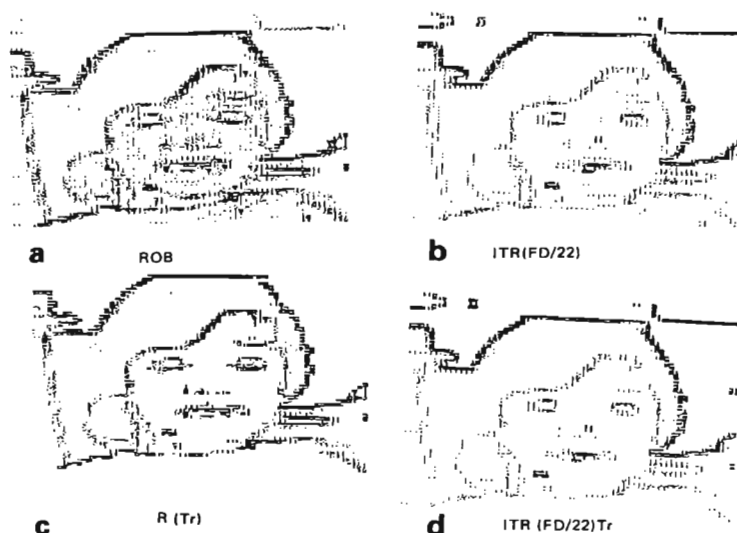 a ROB
b ITR(FD/22)
c R (Tr)
d ITR (FD/22)Tr